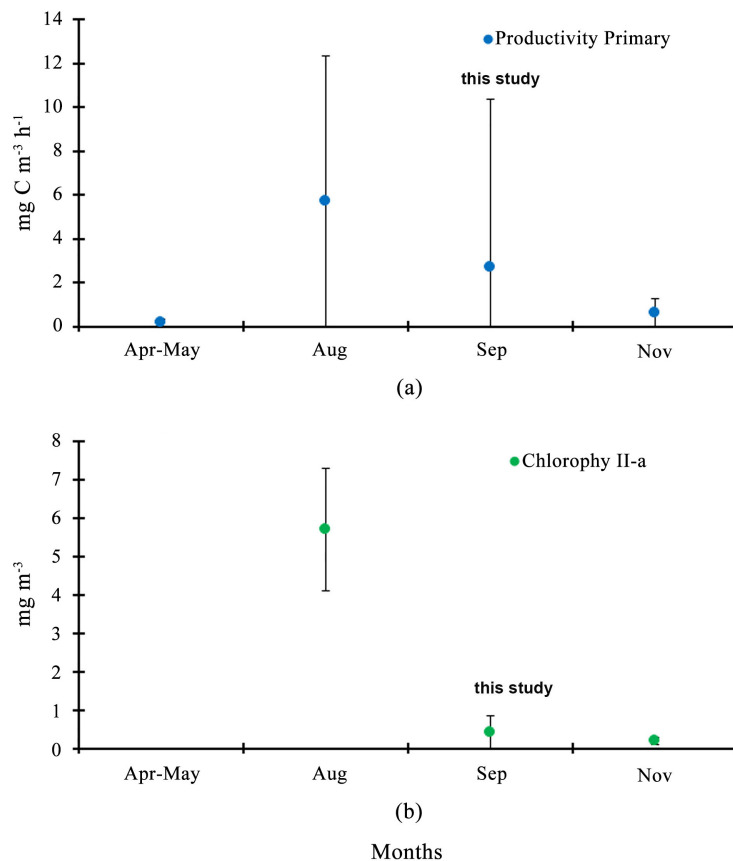 14
12
10
8
6
4
2
0
mg C m⁻³ h⁻¹
Productivity Primary
this study
Apr-May Aug Sep Nov
(a)
8
7
6
5
4
3
2
1
0
mg m⁻³
Chlorophy II-a
this study
Apr-May Aug Sep Nov
(b)
Months